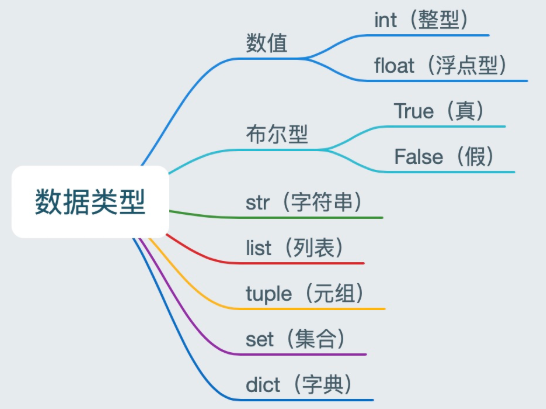 数据类型
数值
int（整型）
float（浮点型）
布尔型
True（真）
False（假）
str（字符串）
list（列表）
tuple（元组）
set（集合）
dict（字典）